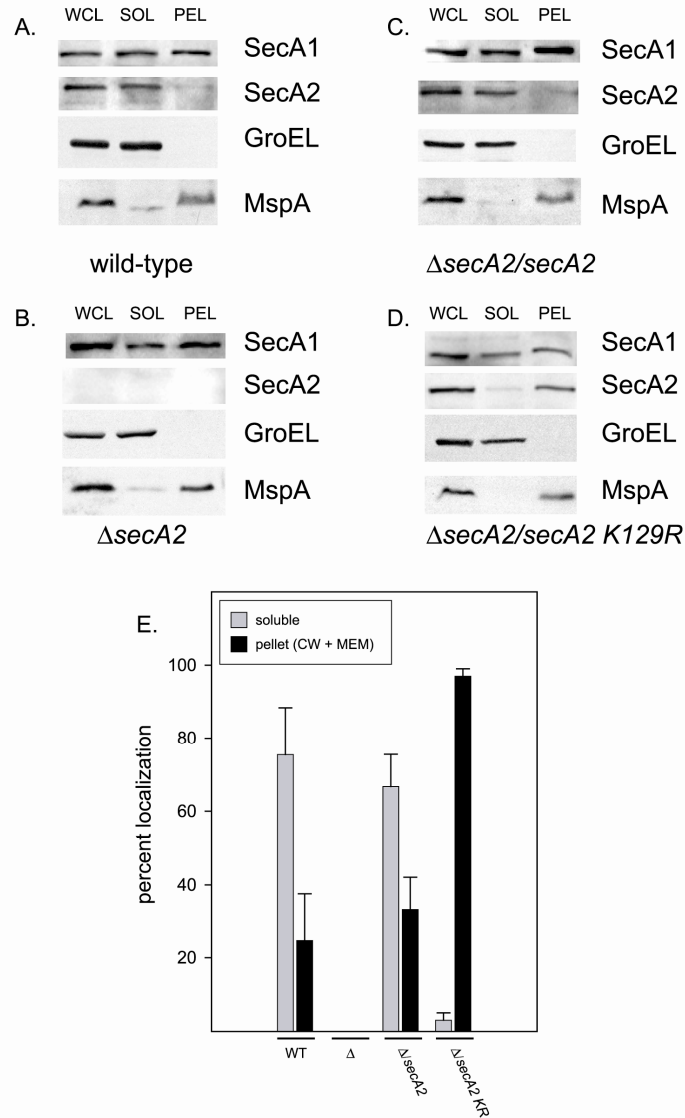 A.
WCL SOL PEL
SecA1
SecA2
GroEL
MspA
wild-type
C.
WCL SOL PEL
SecA1
SecA2
GroEL
MspA
ΔsecA2/secA2
B.
WCL SOL PEL
SecA1
SecA2
GroEL
MspA
ΔsecA2
D.
WCL SOL PEL
SecA1
SecA2
GroEL
MspA
ΔsecA2/secA2 K129R
E.
soluble
pellet (CW + MEM)
percent localization
100
80
60
40
20
WT
Δ
Δ/secA2
Δ/secA2 KR